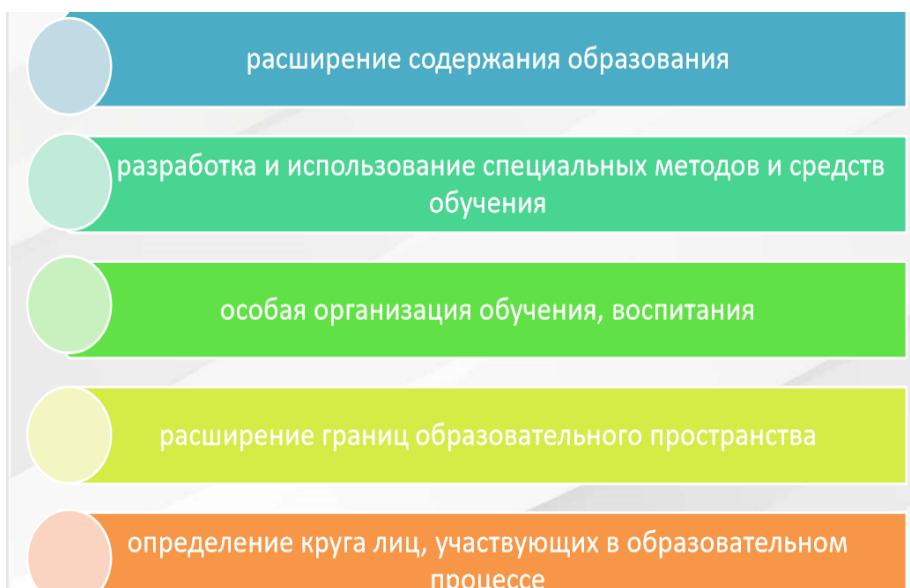 расширение содержания образования
разработка и использование специальных методов и средств
обучения
особая организация обучения, воспитания
расширение границ образовательного пространства
определение круга лиц, участвующих в образовательном
процессе